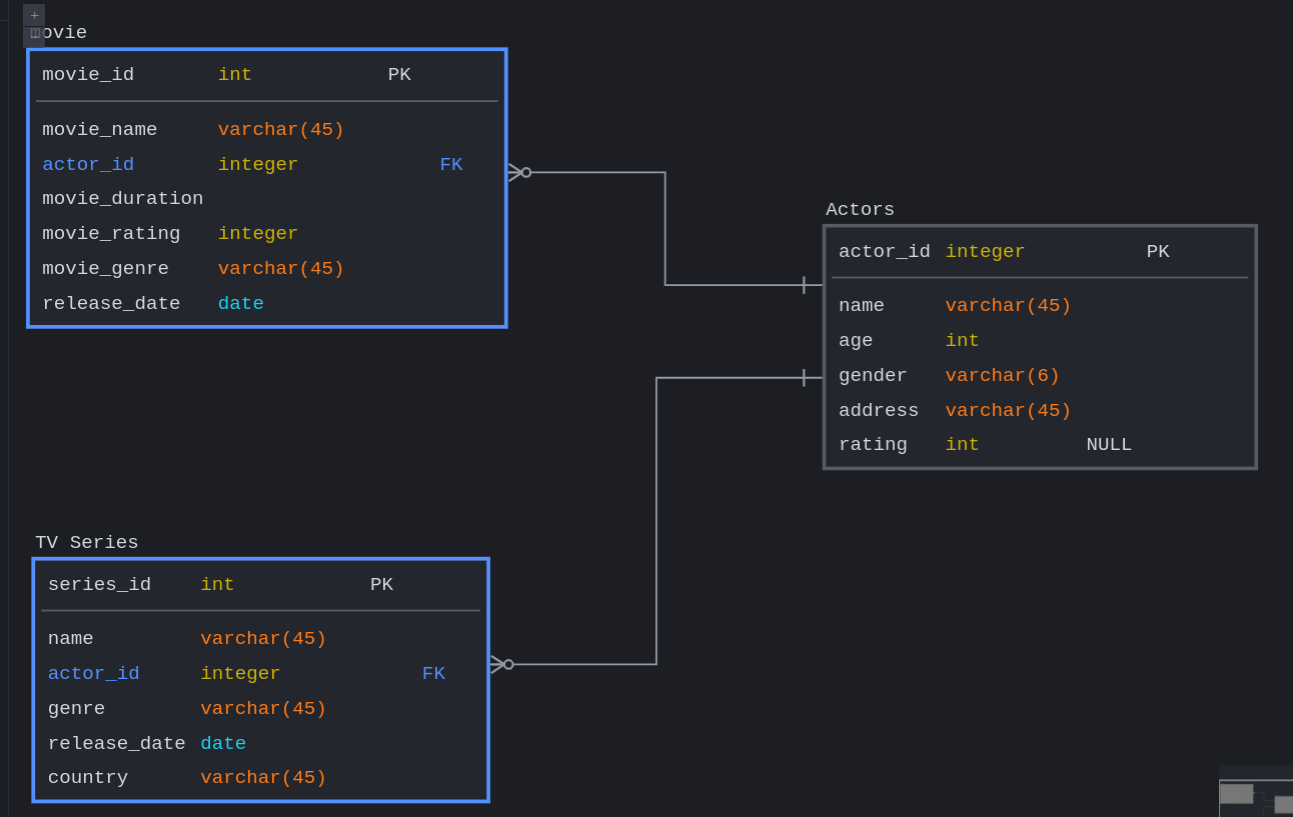 +
movie
movie_id int PK
movie_name varchar(45)
actor_id integer FK
movie_duration
movie_rating integer
movie_genre varchar(45)
release_date date
Actors
actor_id integer PK
name varchar(45)
age int
gender varchar(6)
address varchar(45)
rating int NULL
TV Series
series_id int PK
name varchar(45)
actor_id integer FK
genre varchar(45)
release_date date
country varchar(45)